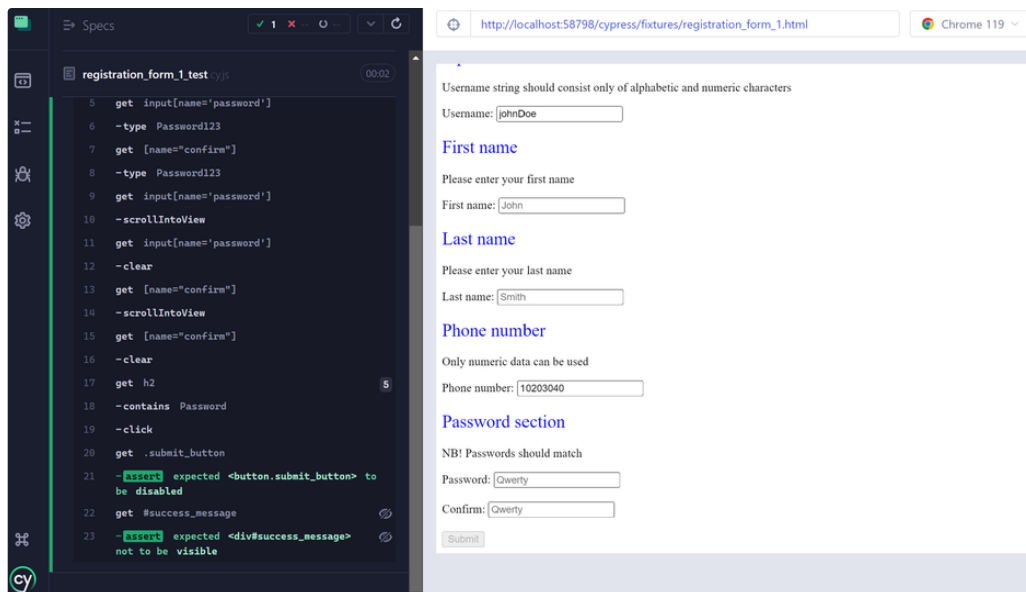 Specs
✓ 1 ✕ -- --
registration_form_1_test.cy.js 00:02
5 get input[name='password']
6 -type Password123
7 get [name="confirm"]
8 -type Password123
9 get input[name='password']
10 -scrollIntoView
11 get input[name='password']
12 -clear
13 get [name="confirm"]
14 -scrollIntoView
15 get [name="confirm"]
16 -clear
17 get h2 5
18 -contains Password
19 -click
20 get .submit_button
21 -assert expected <button.submit_button> to
be disabled
22 get #success_message
23 -assert expected <div#success_message>
not to be visible
cy
http://localhost:58798/cypress/fixtures/registration_form_1.html
Chrome 119
Username string should consist only of alphabetic and numeric characters
Username: johnDoe
First name
Please enter your first name
First name: John
Last name
Please enter your last name
Last name: Smith
Phone number
Only numeric data can be used
Phone number: 10203040
Password section
NB! Passwords should match
Password: Qwerty
Confirm: Qwerty
Submit